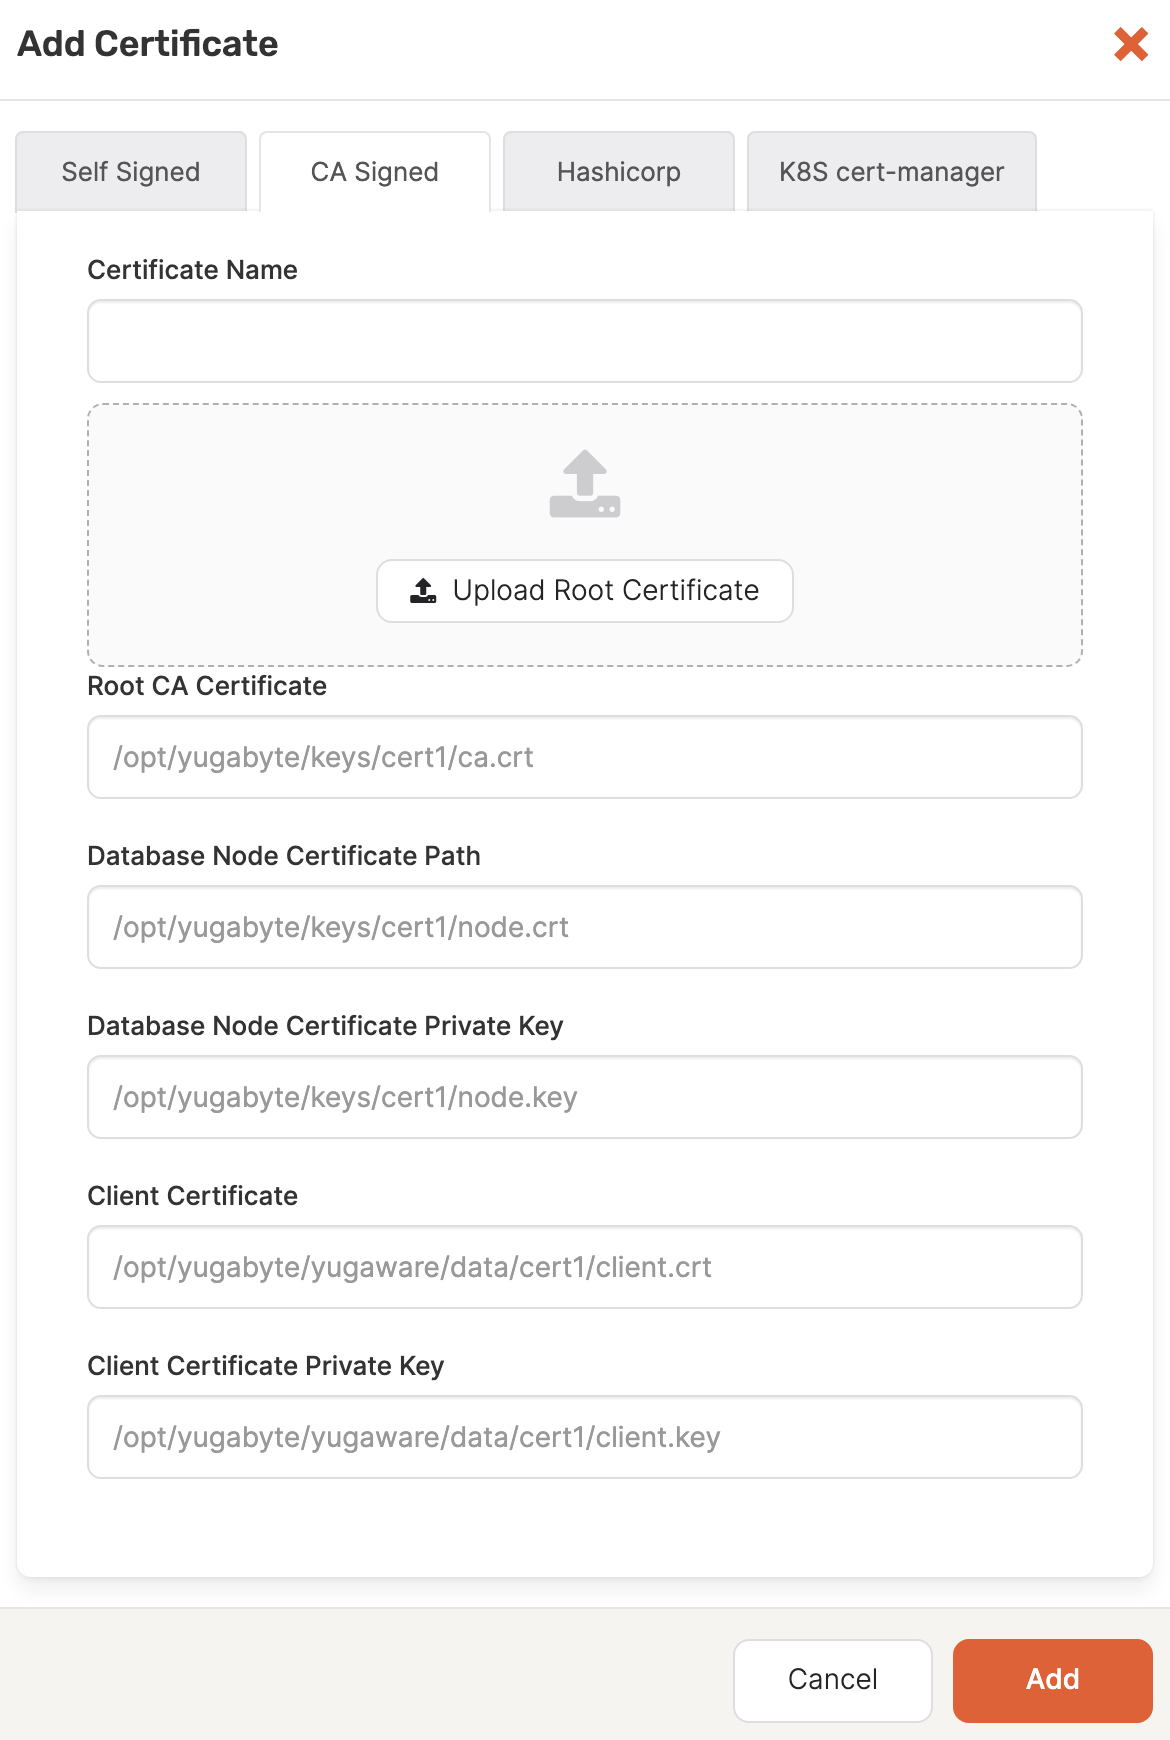 Add Certificate
Self Signed
CA Signed
Hashicorp
K8S cert-manager
Certificate Name
Upload Root Certificate
Root CA Certificate
/opt/yugabyte/keys/cert1/ca.crt
Database Node Certificate Path
/opt/yugabyte/keys/cert1/node.crt
Database Node Certificate Private Key
/opt/yugabyte/keys/cert1/node.key
Client Certificate
/opt/yugabyte/yugaware/data/cert1/client.crt
Client Certificate Private Key
/opt/yugabyte/yugaware/data/cert1/client.key
Cancel
Add